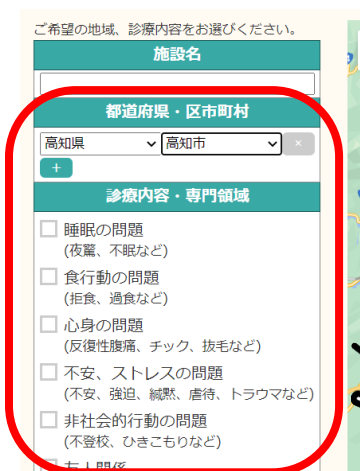 ご希望の地域、診療内容をお選びください。
施設名
都道府県・区市町村
高知県 高知市 ×
+
診療内容・専門領域
睡眠の問題
(夜驚、不眠など)
食行動の問題
(拒食、過食など)
心身の問題
(反復性腹痛、チック、抜毛など)
不安、ストレスの問題
(不安、強迫、緘黙、虐待、トラウマなど)
非社会的行動の問題
(不登校、ひきこもりなど)
友人関係